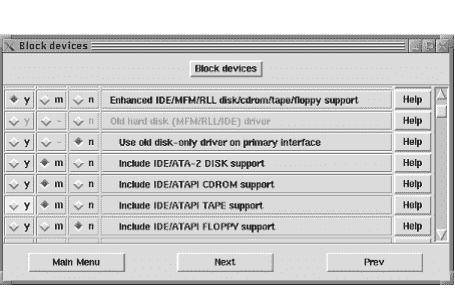 Block devices
Block devices
y m n Enhanced IDE/MFM/RLL disk/cdrom/tape/floppy support Help
y - n Old hard disk (MFM/RLL/IDE) driver Help
y - n Use old disk-only driver on primary interface Help
y m n Include IDE/ATA-2 DISK support Help
y m n Include IDE/ATAPI CDROM support Help
y m n Include IDE/ATAPI TAPE support Help
y m n Include IDE/ATAPI FLOPPY support Help
Main Menu Next Prev